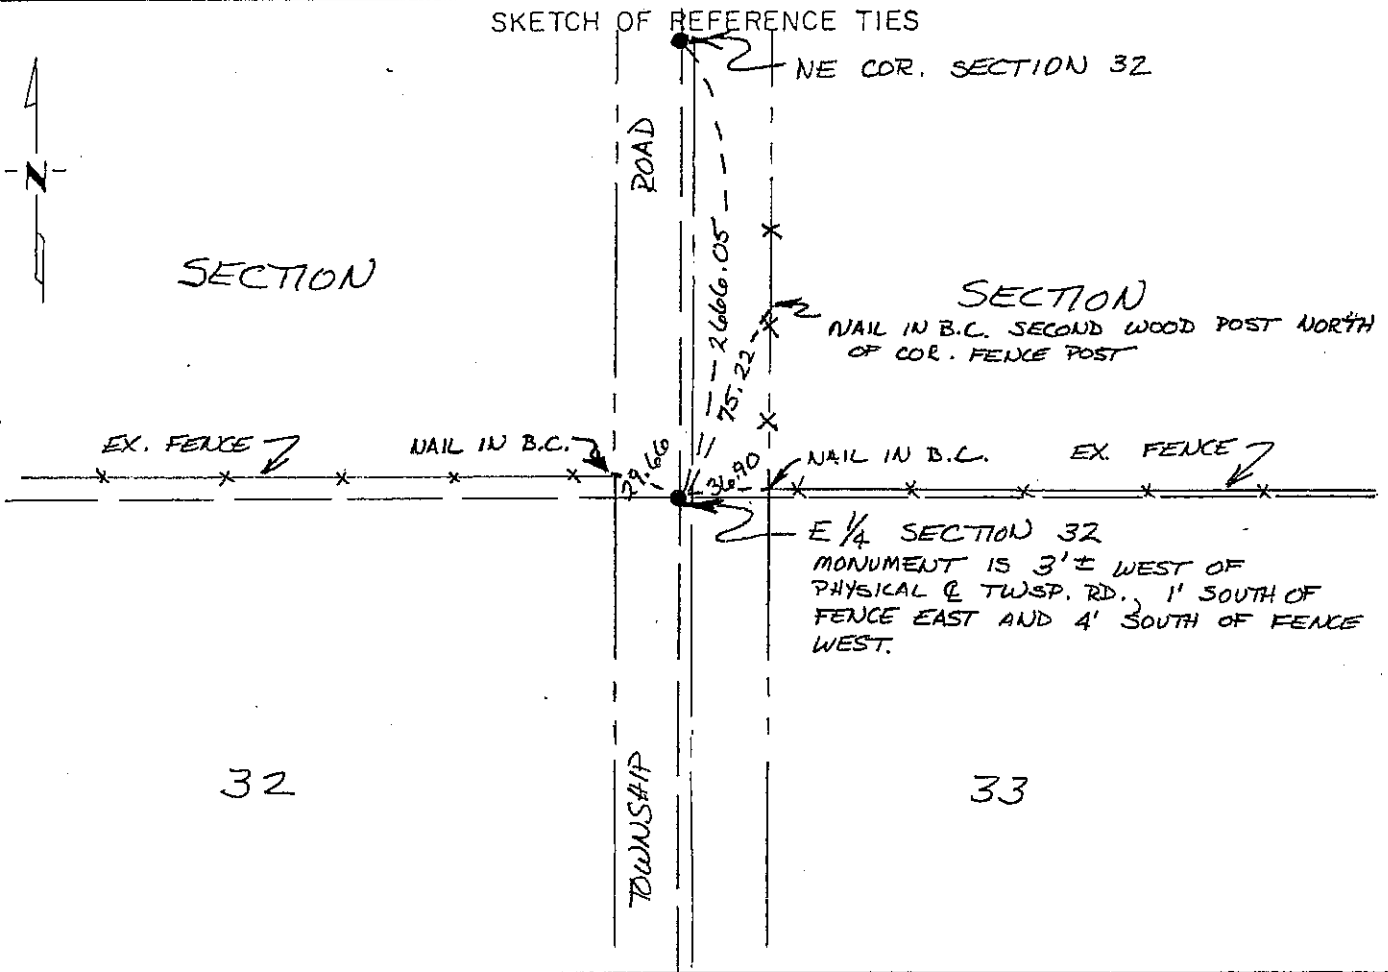 SKETCH OF REFERENCE TIES
NE COR. SECTION 32
N
ROAD
SECTION
2666.05
SECTION
NAIL IN B.C. SECOND WOOD POST NORTH
OF COR. FENCE POST
75.22
EX. FENCE
NAIL IN B.C.
29.66
36.90
NAIL IN B.C.
EX. FENCE
E 1/4 SECTION 32
MONUMENT IS 3'± WEST OF
PHYSICAL ℄ TWSP. RD., 1' SOUTH OF
FENCE EAST AND 4' SOUTH OF FENCE
WEST.
32
TOWNSHIP
33